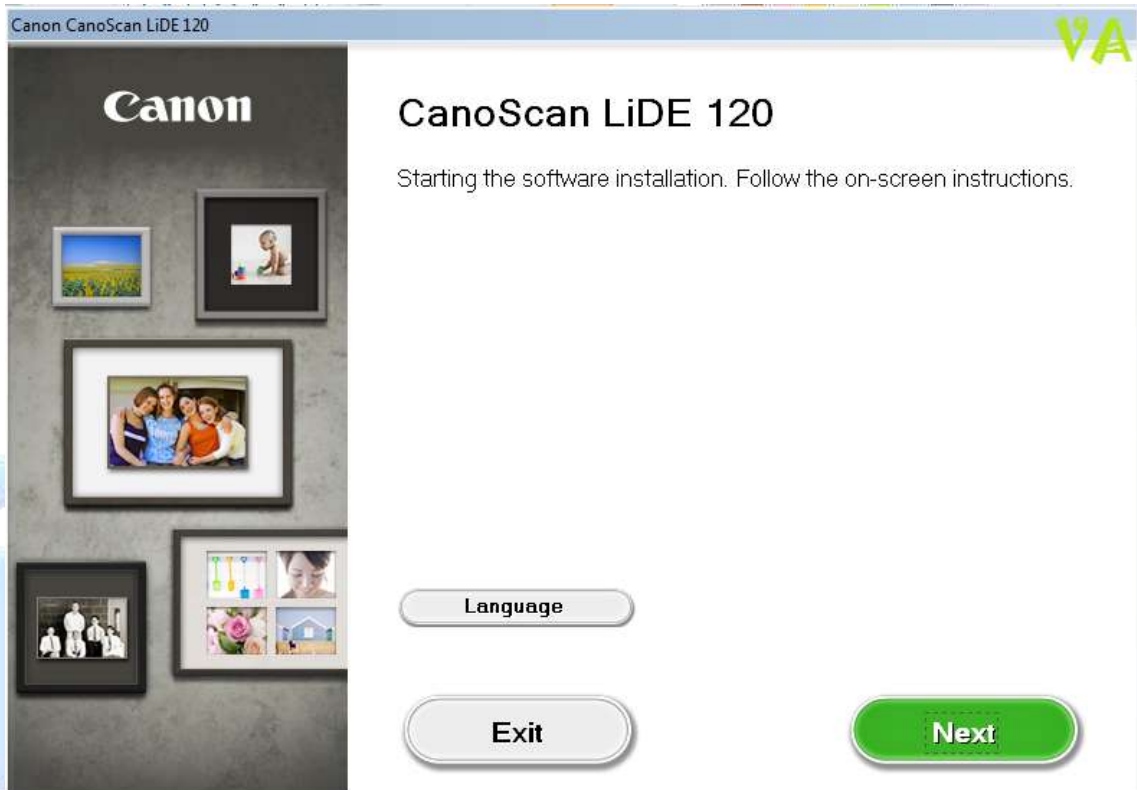 Canon CanoScan LiDE 120
VA
Canon
CanoScan LiDE 120
Starting the software installation. Follow the on-screen instructions.
Language
Exit
Next